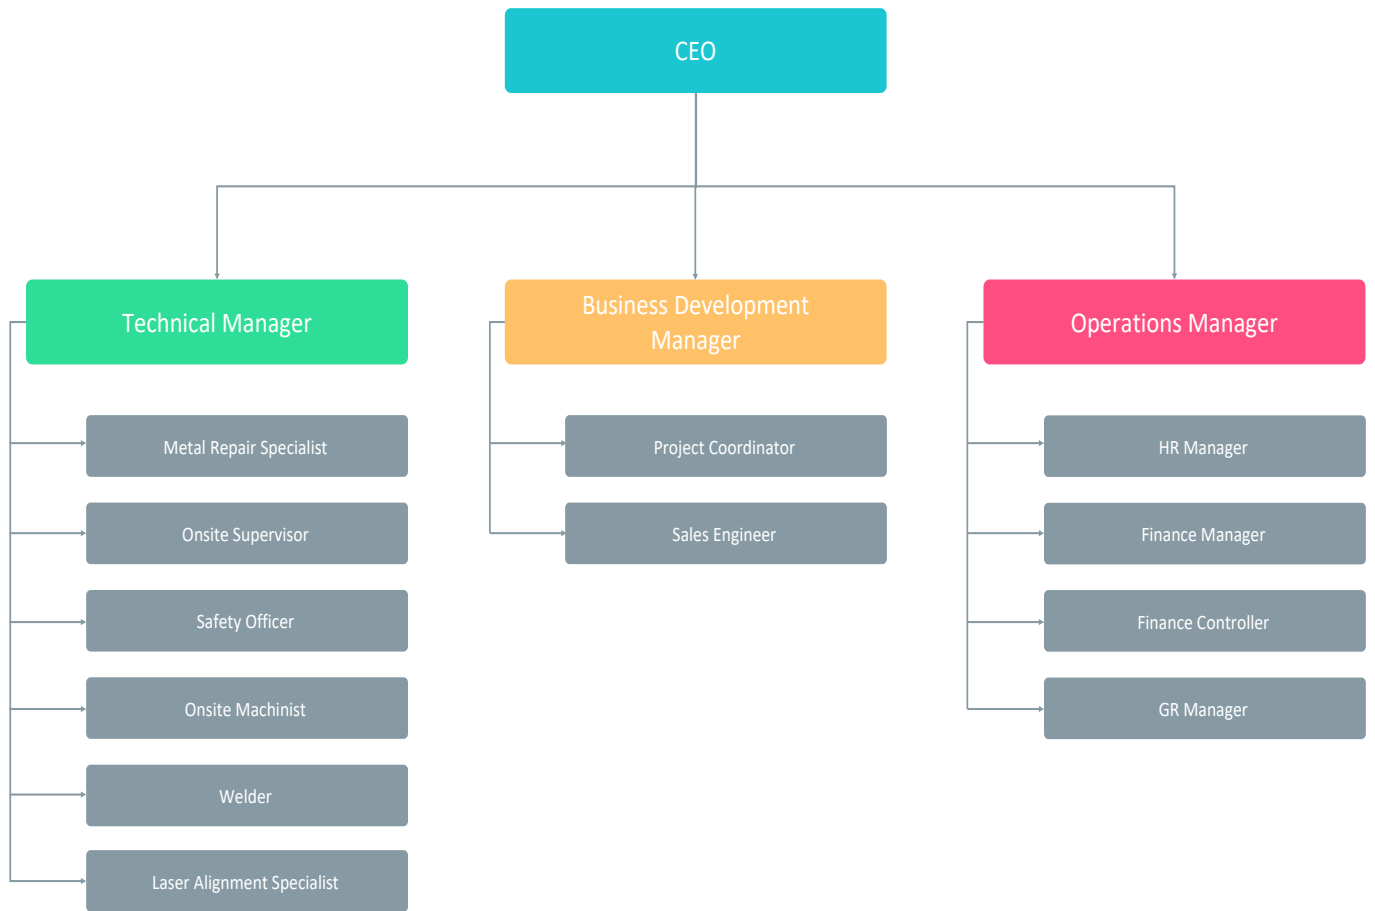 CEO
Technical Manager
Business Development
Manager
Operations Manager
Metal Repair Specialist
Onsite Supervisor
Safety Officer
Onsite Machinist
Welder
Laser Alignment Specialist
Project Coordinator
Sales Engineer
HR Manager
Finance Manager
Finance Controller
GR Manager